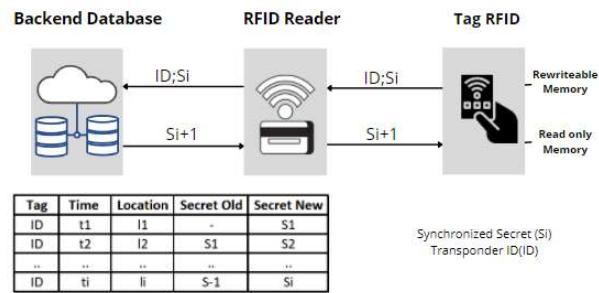 Backend Database RFID Reader Tag RFID
ID;Si ID;Si
Rewriteable
Memory
Si+1 Si+1
Read only
Memory
Tag Time Location Secret Old Secret New
ID t1 l1 - S1
ID t2 l2 S1 S2
.. .. .. .. ..
ID ti li S-1 Si
Synchronized Secret (Si)
Transponder ID(ID)